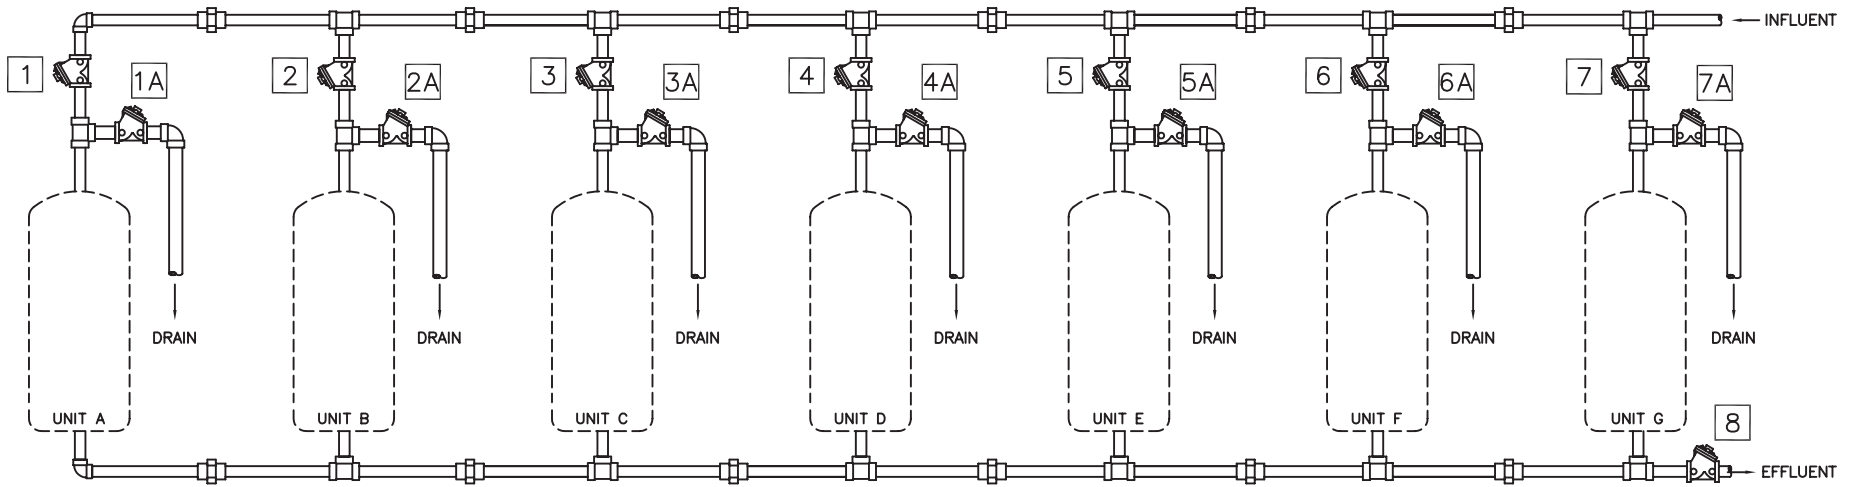 INFLUENT
1
1A
2
2A
3
3A
4
4A
5
5A
6
6A
7
7A
DRAIN
DRAIN
DRAIN
DRAIN
DRAIN
DRAIN
DRAIN
UNIT A
UNIT B
UNIT C
UNIT D
UNIT E
UNIT F
UNIT G
8
EFFLUENT